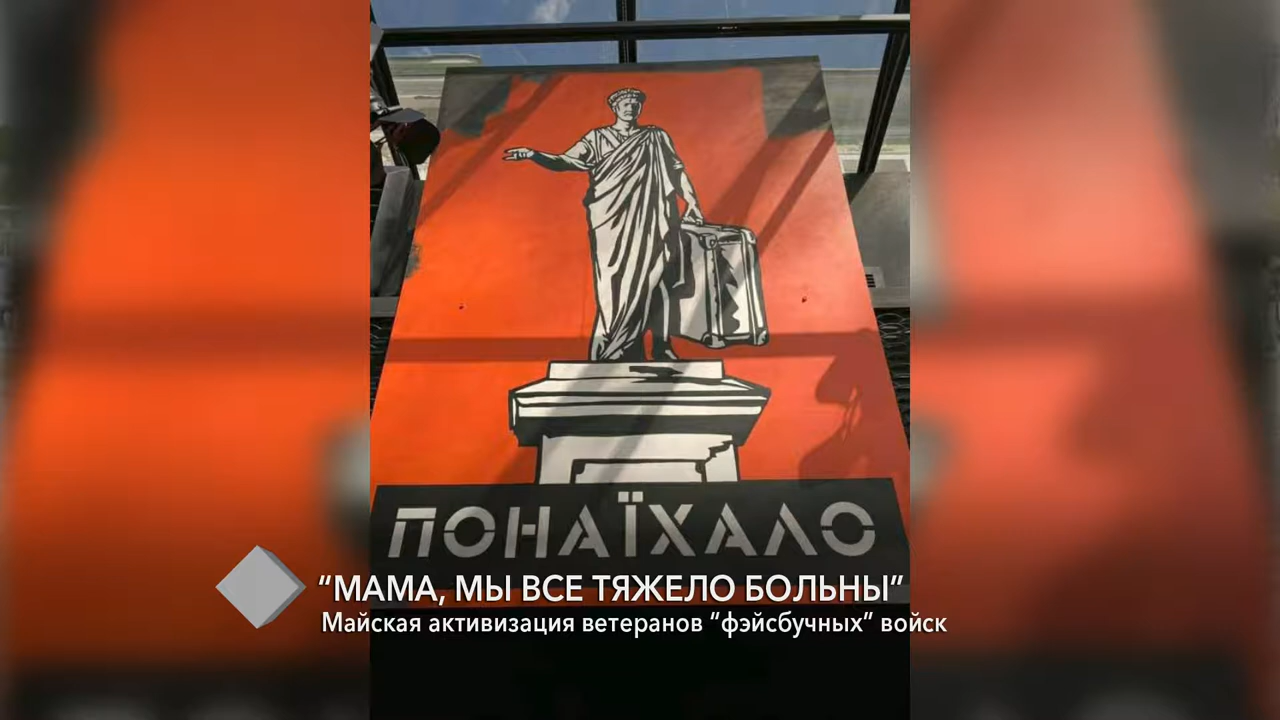 ПОНАЇХАЛО
“МАМА, МЫ ВСЕ ТЯЖЕЛО БОЛЬНЫ”
Майская активизация ветеранов “фэйсбучных” войск